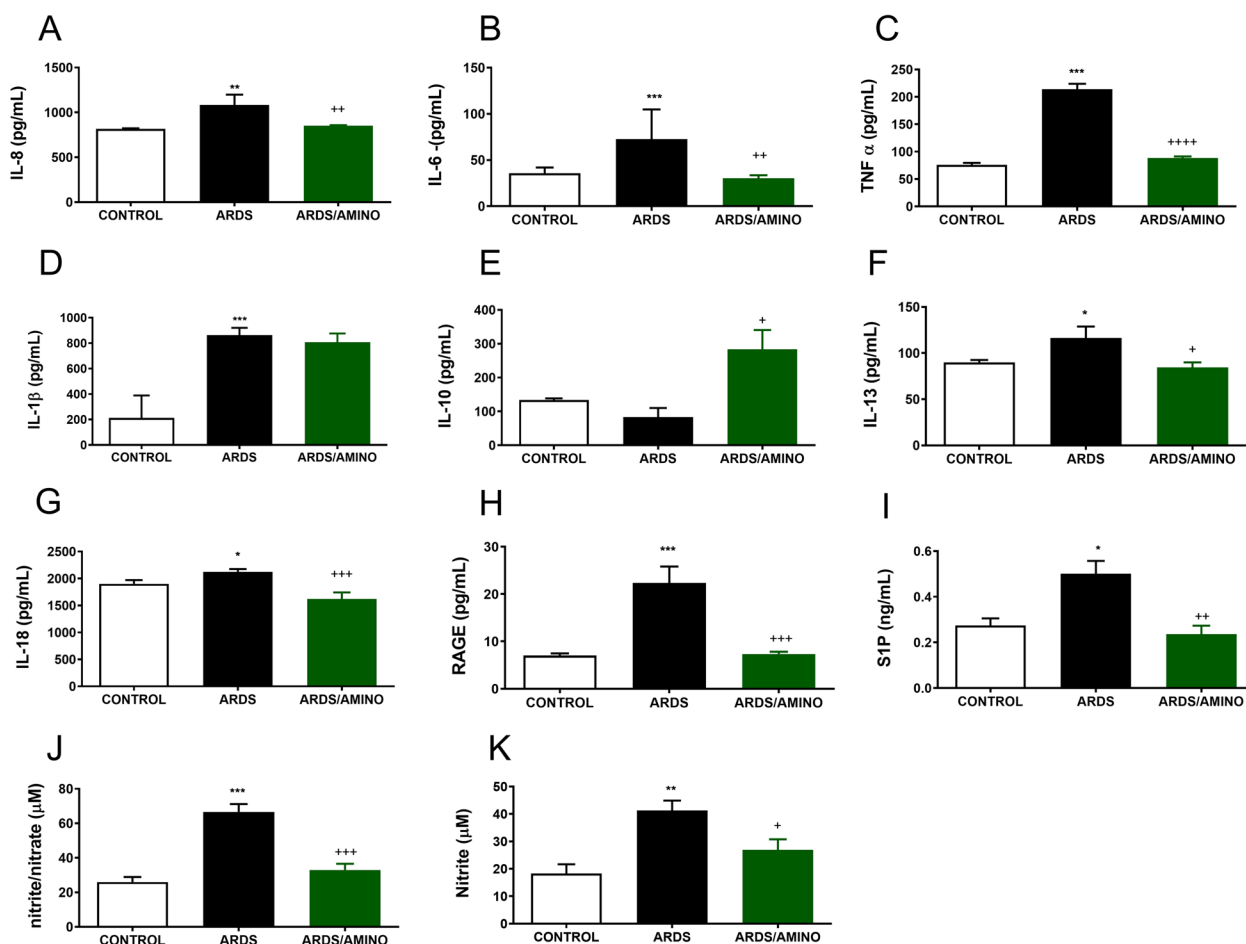 A
IL-8 (pg/mL)
1500
1000
500
0
**
++
CONTROL ARDS ARDS/AMINO
B
IL-6 -(pg/mL)
150
100
50
0
***
++
CONTROL ARDS ARDS/AMINO
C
TNF α (pg/mL)
250
200
150
100
50
0
***
++++
CONTROL ARDS ARDS/AMINO
D
IL-1β (pg/mL)
1000
800
600
400
200
0
***
CONTROL ARDS ARDS/AMINO
E
IL-10 (pg/mL)
400
300
200
100
0
+
CONTROL ARDS ARDS/AMINO
F
IL-13 (pg/mL)
150
100
50
0
*
+
CONTROL ARDS ARDS/AMINO
G
IL-18 (pg/mL)
2500
2000
1500
1000
500
0
*
+++
CONTROL ARDS ARDS/AMINO
H
RAGE (pg/mL)
30
20
10
0
***
+++
CONTROL ARDS ARDS/AMINO
I
S1P (ng/mL)
0.6
0.4
0.2
0.0
*
++
CONTROL ARDS ARDS/AMINO
J
nitrite/nitrate (μM)
80
60
40
20
0
***
+++
CONTROL ARDS ARDS/AMINO
K
Nitrite (μM)
50
40
30
20
10
0
**
+
CONTROL ARDS ARDS/AMINO